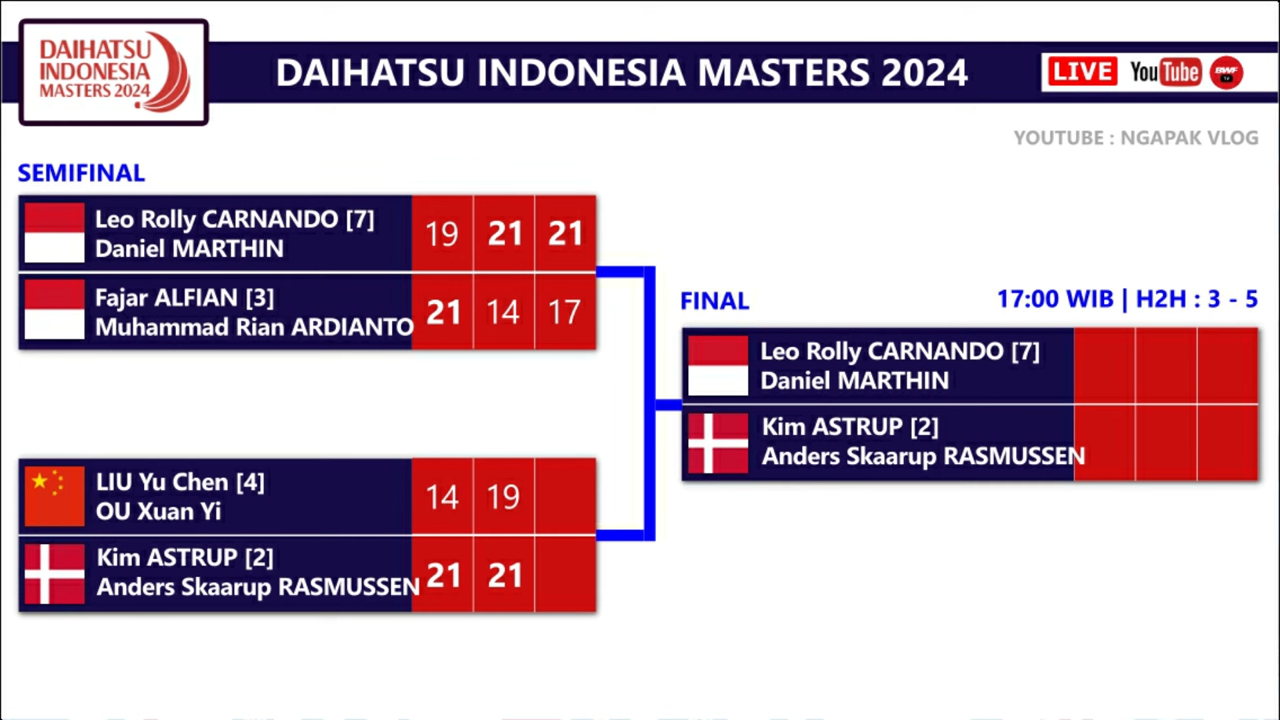 DAIHATSU
INDONESIA
MASTERS 2024
DAIHATSU INDONESIA MASTERS 2024
LIVE YouTube BWF TV
YOUTUBE : NGAPAK VLOG
SEMIFINAL
Leo Rolly CARNANDO [7]
Daniel MARTHIN
19 21 21
Fajar ALFIAN [3]
Muhammad Rian ARDIANTO
21 14 17
LIU Yu Chen [4]
OU Xuan Yi
14 19
Kim ASTRUP [2]
Anders Skaarup RASMUSSEN
21 21
FINAL
17:00 WIB | H2H : 3 - 5
Leo Rolly CARNANDO [7]
Daniel MARTHIN
Kim ASTRUP [2]
Anders Skaarup RASMUSSEN